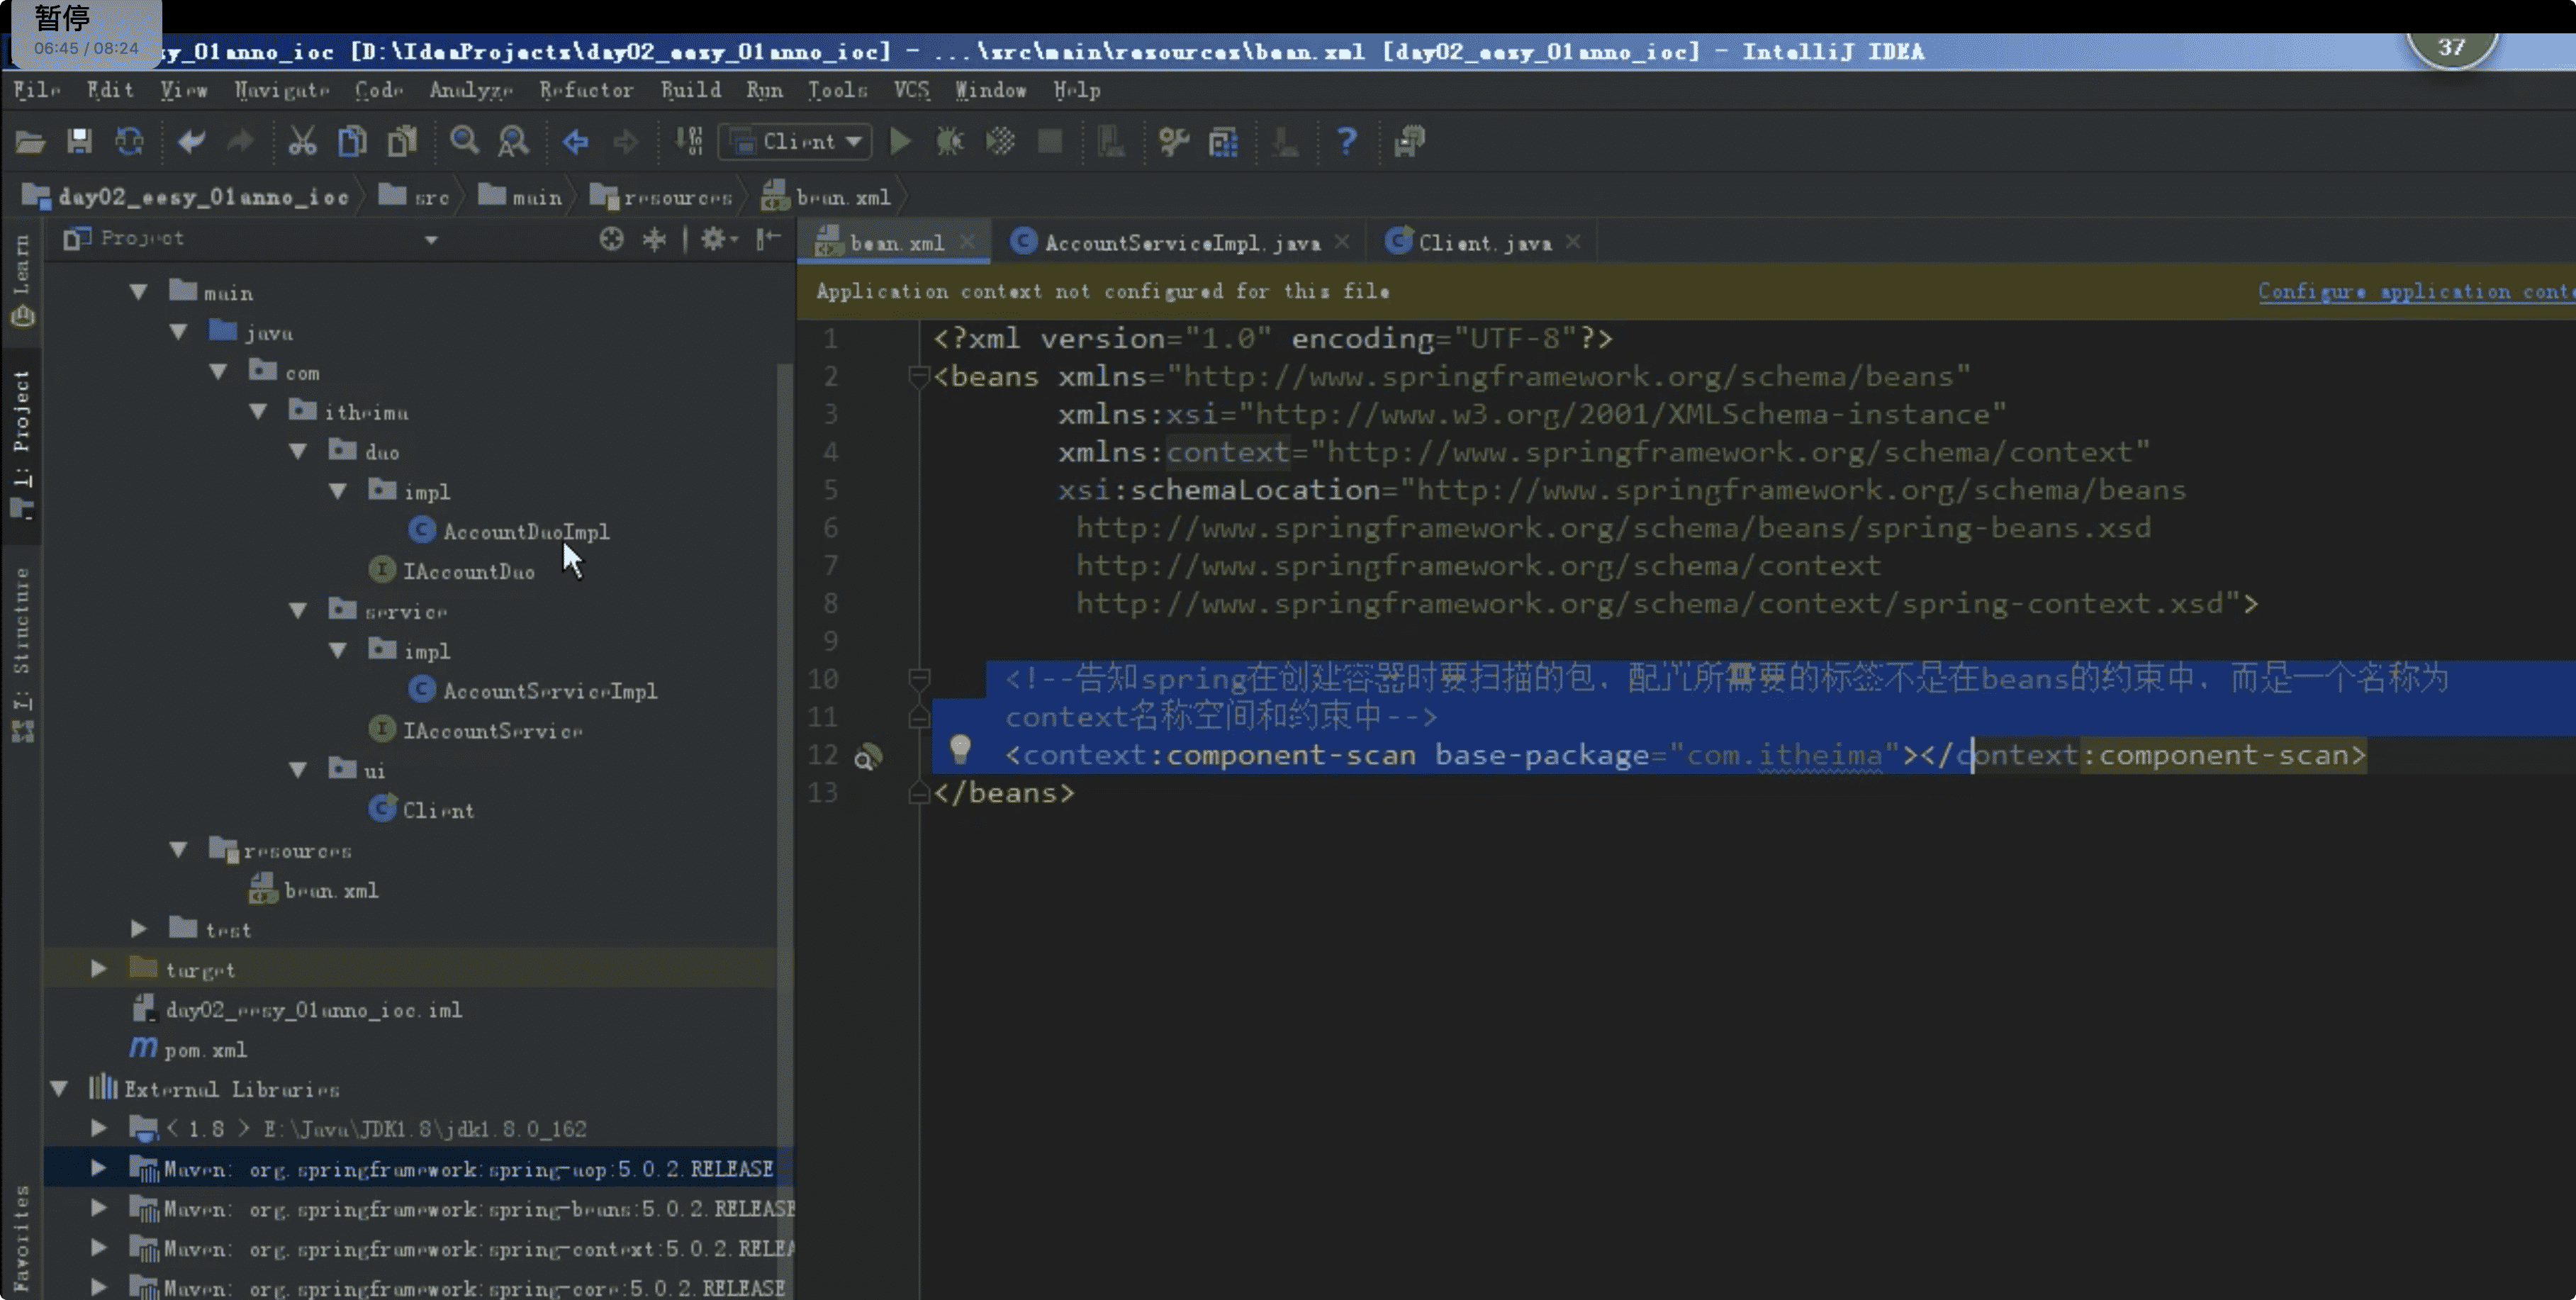 暂停
06:45 / 08:24
sy_01anno_ioc [D:\IdeaProjects\day02_eesy_01anno_ioc] - ...\src\main\resources\bean.xml [day02_eesy_01anno_ioc] - IntelliJ IDEA
37
File Edit View Navigate Code Analyze Refactor Build Run Tools VCS Window Help
Client
day02_eesy_01anno_ioc src main resources bean.xml
Project
bean.xml AccountServiceImpl.java Client.java
Application context not configured for this file
Configure application conte
Learn
1: Project
7: Structure
Favorites
main
java
com
itheima
dao
impl
AccountDaoImpl
IAccountDao
service
impl
AccountServiceImpl
IAccountService
ui
Client
resources
bean.xml
test
target
day02_eesy_01anno_ioc.iml
pom.xml
External Libraries
< 1.8 > E:\Java\JDK1.8\jdk1.8.0_162
Maven: org.springframework:spring-aop:5.0.2.RELEASE
Maven: org.springframework:spring-beans:5.0.2.RELEASE
Maven: org.springframework:spring-context:5.0.2.RELEA
Maven: org.springframework:spring-core:5.0.2.RELEASE
1 <?xml version="1.0" encoding="UTF-8"?>
2 <beans xmlns="http://www.springframework.org/schema/beans"
3 xmlns:xsi="http://www.w3.org/2001/XMLSchema-instance"
4 xmlns:context="http://www.springframework.org/schema/context"
5 xsi:schemaLocation="http://www.springframework.org/schema/beans
6 http://www.springframework.org/schema/beans/spring-beans.xsd
7 http://www.springframework.org/schema/context
8 http://www.springframework.org/schema/context/spring-context.xsd">
9
10 <!--告知spring在创建容器时要扫描的包，配置所需要的标签不是在beans的约束中，而是一个名称为
11 context名称空间和约束中-->
12 <context:component-scan base-package="com.itheima"></context:component-scan>
13 </beans>